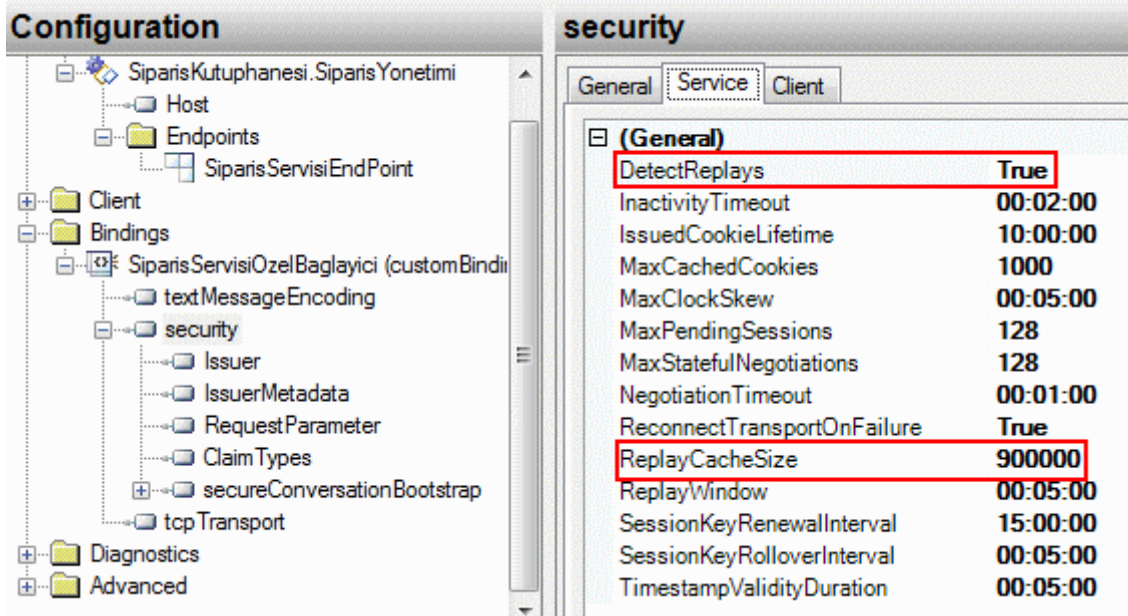 Configuration
SiparisKutuphanesi.SiparisYonetimi
Host
Endpoints
SiparisServisiEndPoint
Client
Bindings
SiparisServisiOzelBaglayici (customBindi
textMessageEncoding
security
Issuer
IssuerMetadata
RequestParameter
ClaimTypes
secureConversationBootstrap
tcpTransport
Diagnostics
Advanced
security
General Service Client
(General)
DetectReplays True
InactivityTimeout 00:02:00
IssuedCookieLifetime 10:00:00
MaxCachedCookies 1000
MaxClockSkew 00:05:00
MaxPendingSessions 128
MaxStatefulNegotiations 128
NegotiationTimeout 00:01:00
ReconnectTransportOnFailure True
ReplayCacheSize 900000
ReplayWindow 00:05:00
SessionKeyRenewalInterval 15:00:00
SessionKeyRolloverInterval 00:05:00
TimestampValidityDuration 00:05:00